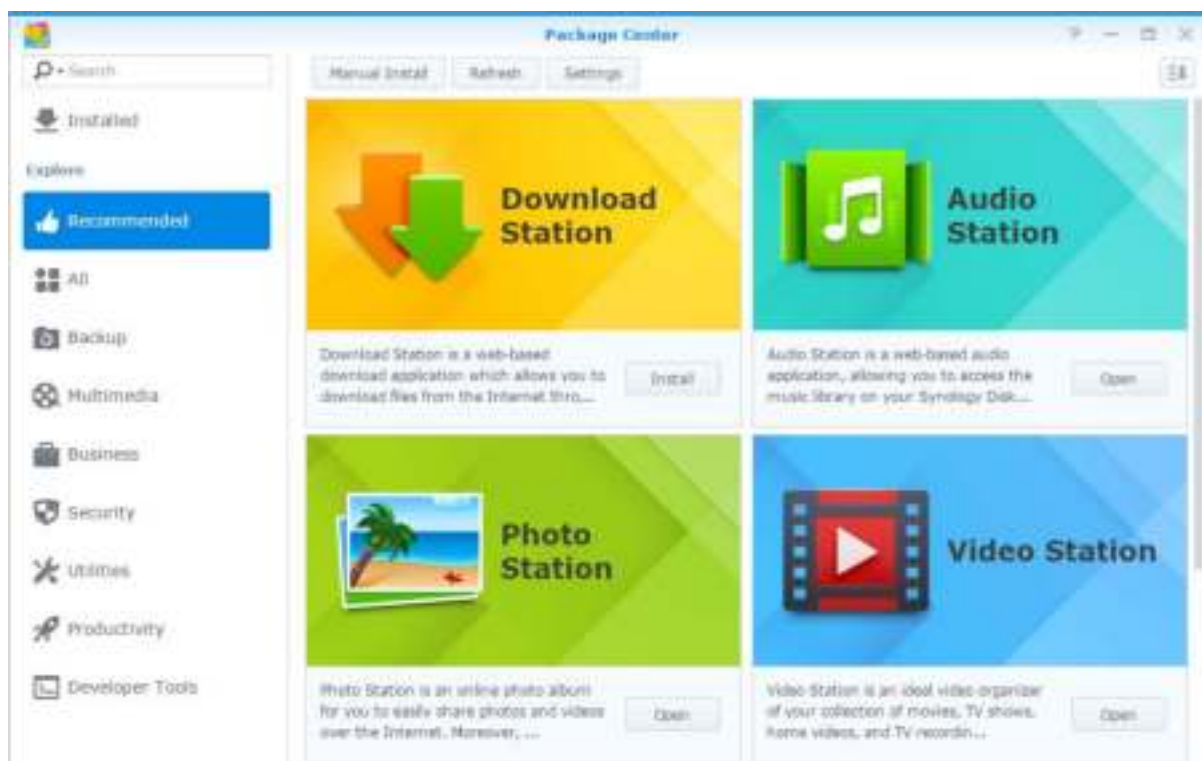 Package Center
Search
Manual Install
Refresh
Settings
Installed
Explore
Recommended
All
Backup
Multimedia
Business
Security
Utilities
Productivity
Developer Tools
Download
Station
Download Station is a web-based
download application which allows you to
download files from the Internet thro...
Install
Audio
Station
Audio Station is a web-based audio
application, allowing you to access the
music library on your Synology Disk...
Open
Photo
Station
Photo Station is an online photo album
for you to easily share photos and videos
over the Internet. Moreover, ...
Open
Video Station
Video Station is an ideal video organizer
of your collection of movies, TV shows,
home videos, and TV recordin...
Open